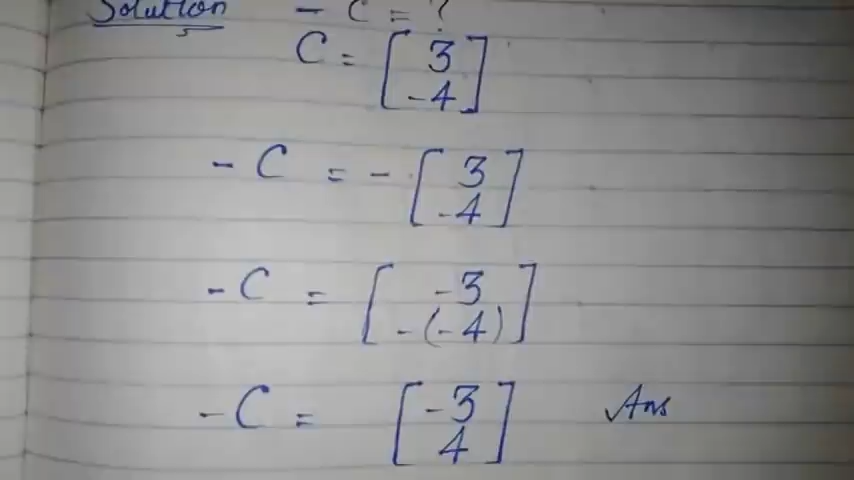 Solution - C = ?
C = [ 3
-4 ]
- C = - [ 3
-4 ]
- C = [ -3
-(-4) ]
- C = [ -3
4 ] Ans